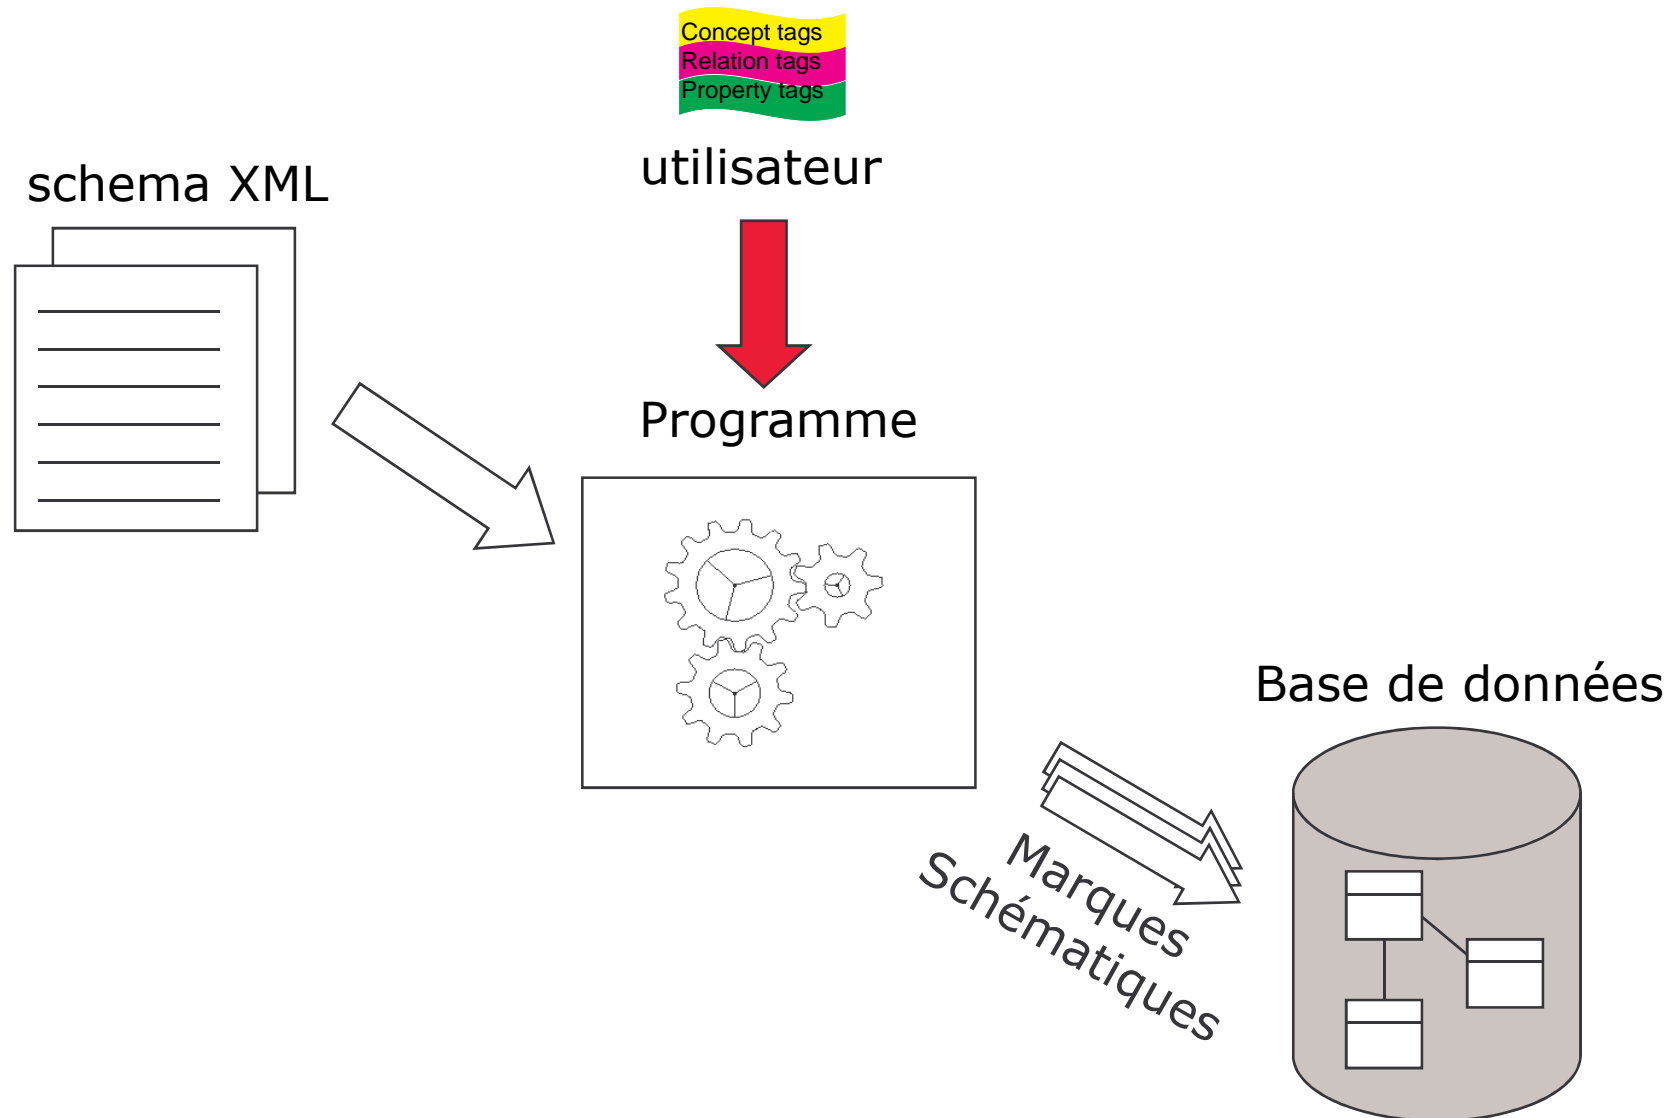 Concept tags
Relation tags
Property tags
utilisateur
schema XML
Programme
Base de données
Marques
Schématiques